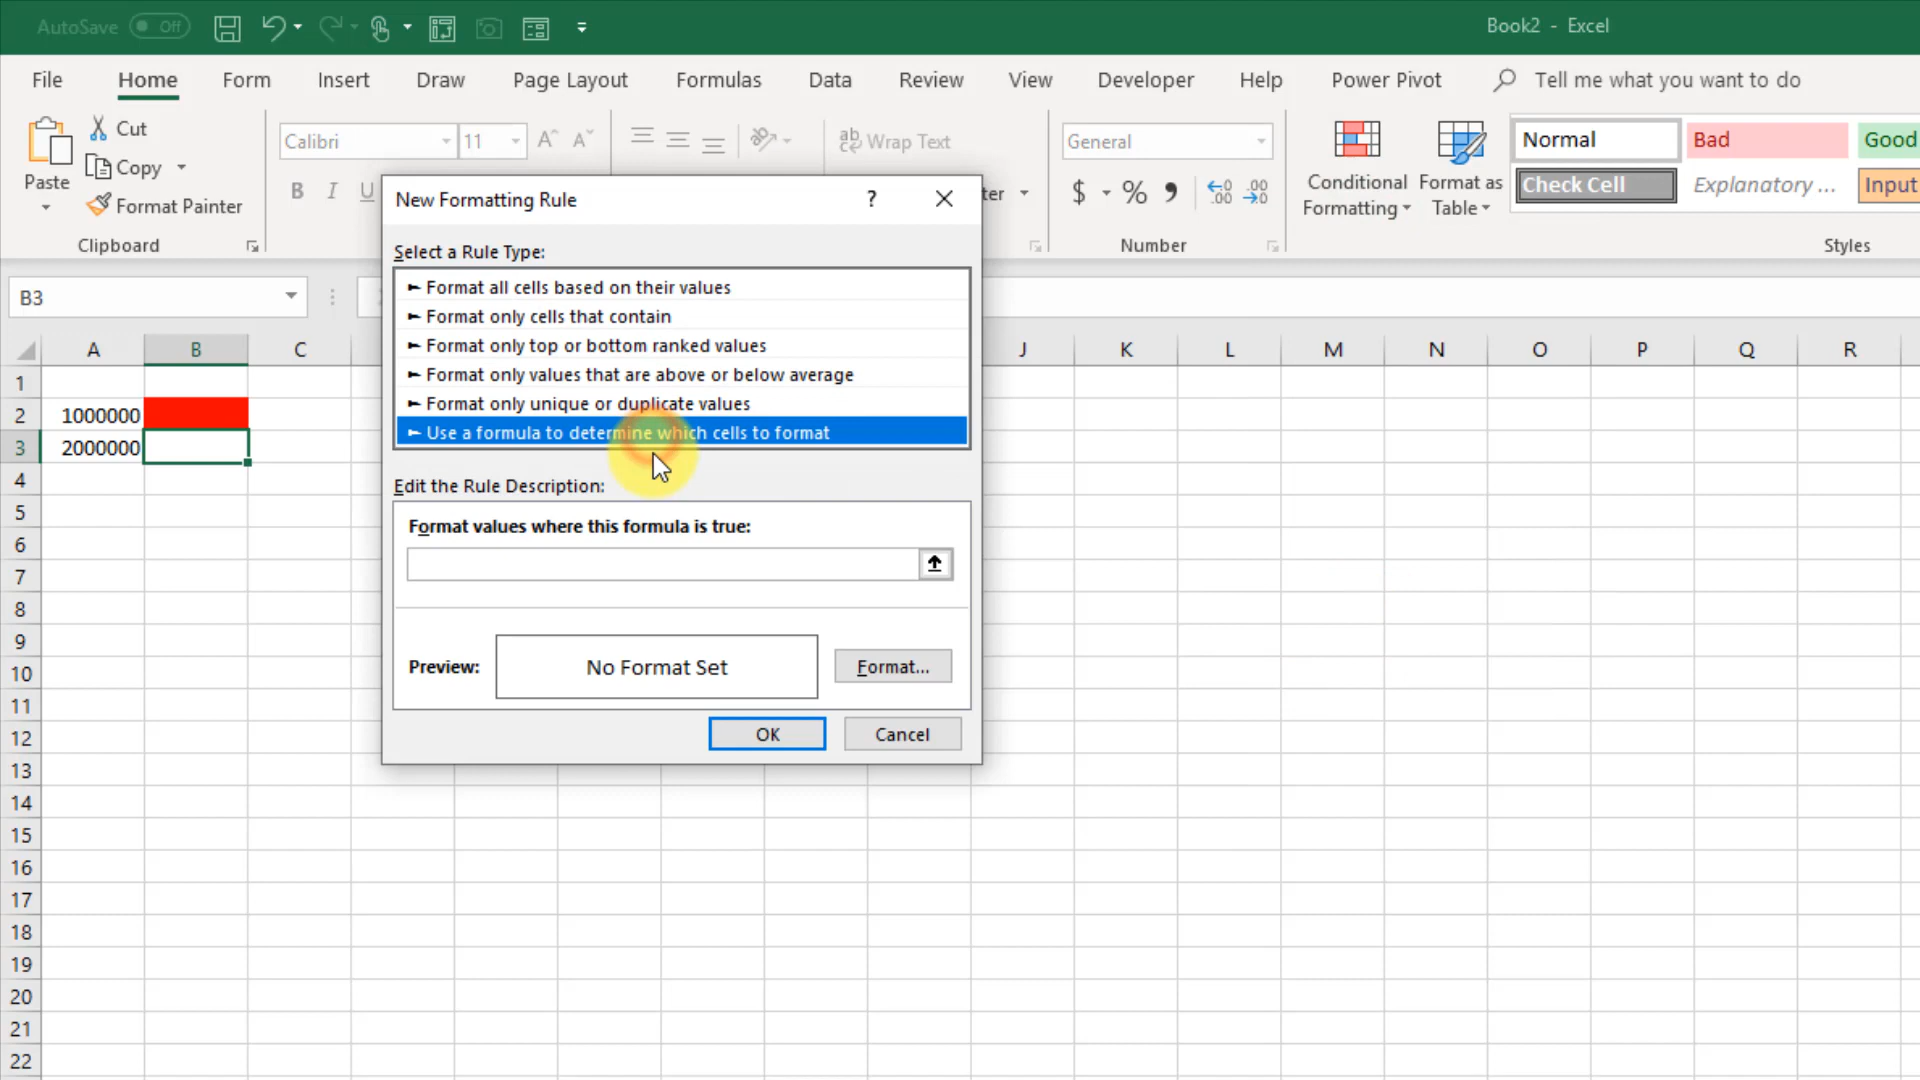 AutoSave Off
Book2 - Excel
File Home Form Insert Draw Page Layout Formulas Data Review View Developer Help Power Pivot Tell me what you want to do
Paste
Cut
Copy
Format Painter
Clipboard
Calibri 11
B I U
Wrap Text
ter
General
$ % , .00 .00
Number
Conditional Formatting
Format as Table
Normal Bad Good
Check Cell Explanatory ... Input
Styles
New Formatting Rule ?
Select a Rule Type:
► Format all cells based on their values
► Format only cells that contain
► Format only top or bottom ranked values
► Format only values that are above or below average
► Format only unique or duplicate values
► Use a formula to determine which cells to format
Edit the Rule Description:
Format values where this formula is true:
Preview: No Format Set Format...
OK Cancel
B3
A B C J K L M N O P Q R
1
2 1000000
3 2000000
4
5
6
7
8
9
10
11
12
13
14
15
16
17
18
19
20
21
22